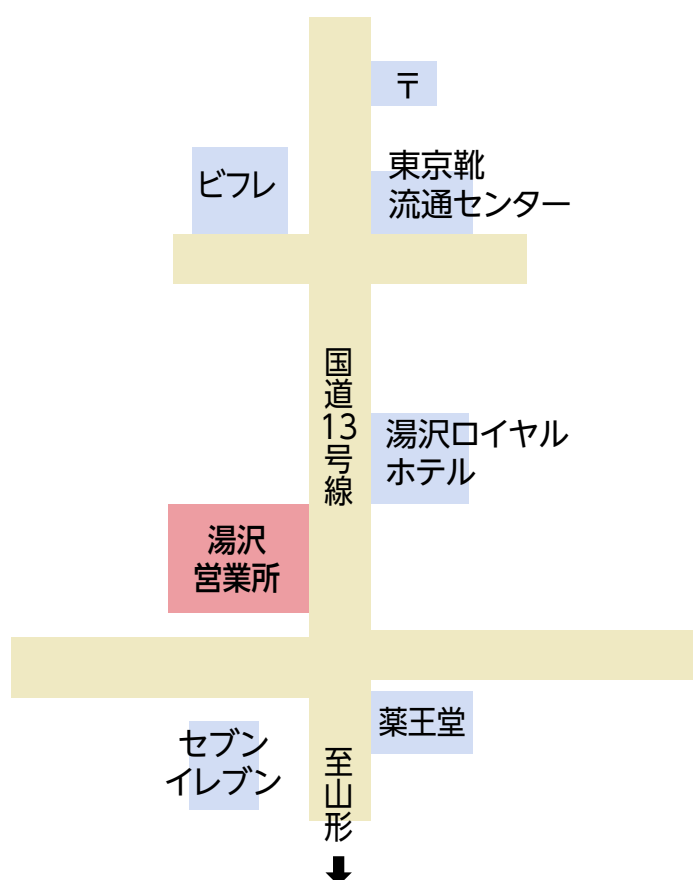 〒
ビフレ
東京靴
流通センター
国道13号線
湯沢ロイヤル
ホテル
湯沢
営業所
薬王堂
セブン
イレブン
至山形